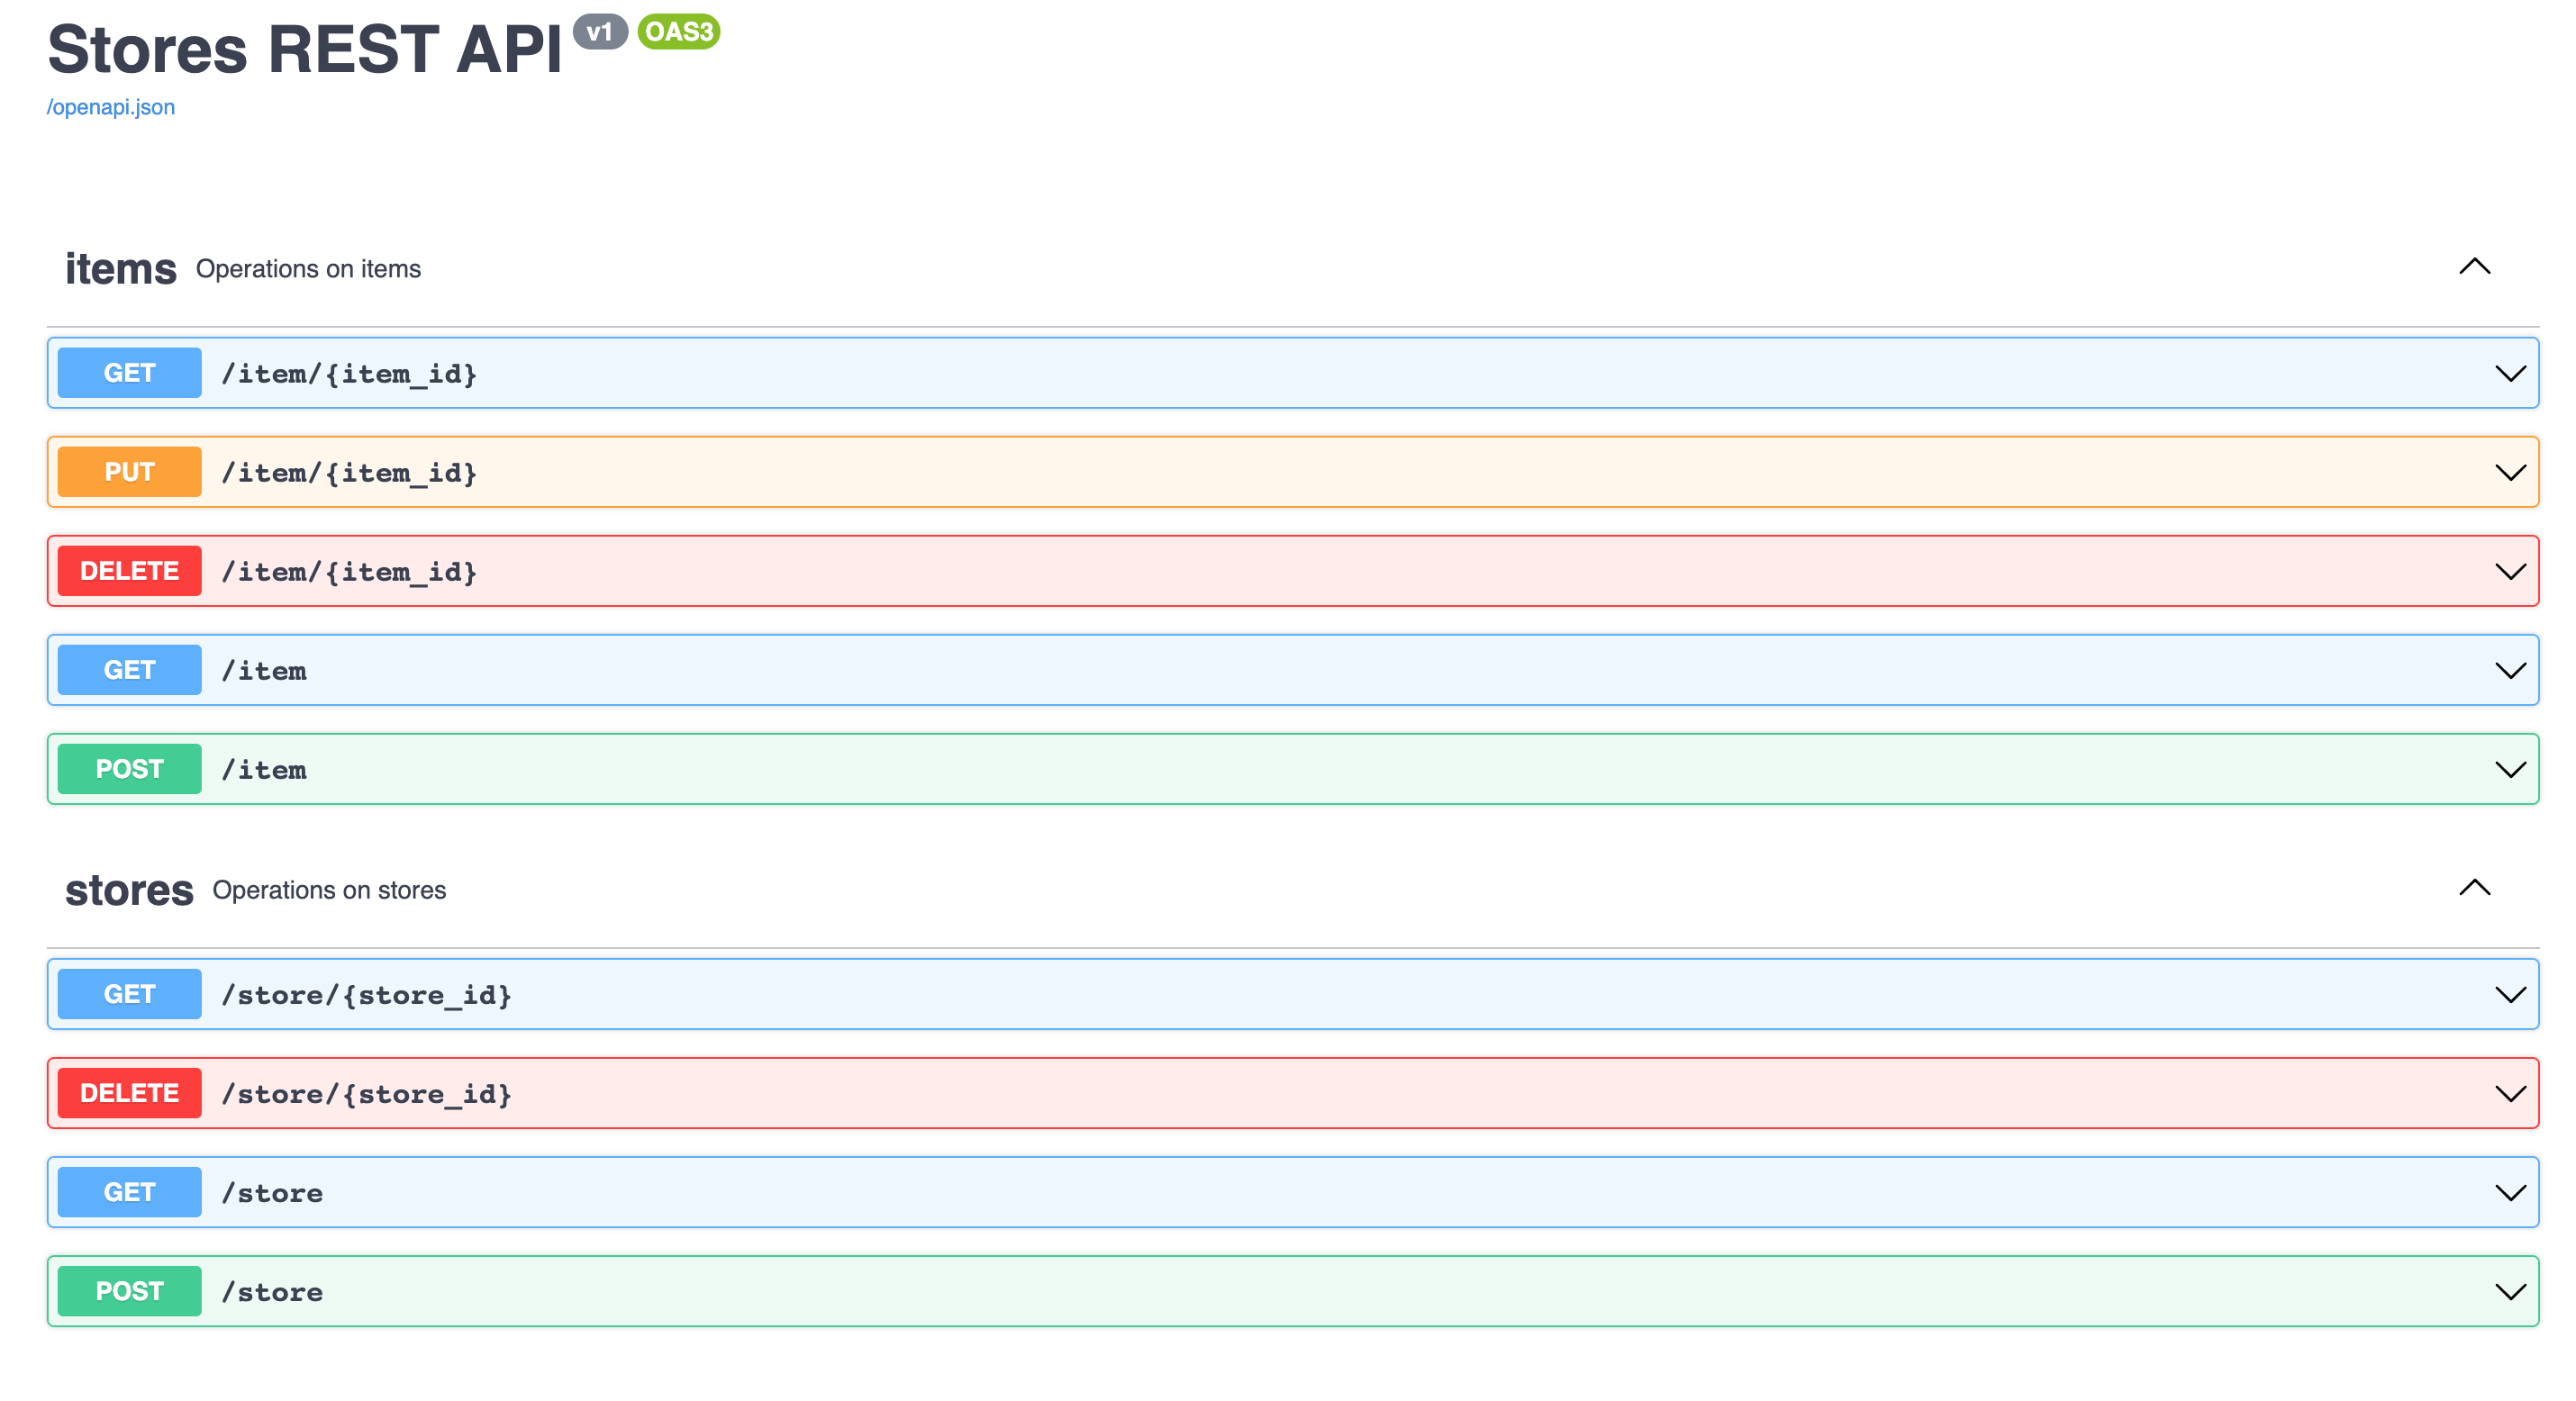 Stores REST API v1 OAS3
/openapi.json
items Operations on items
GET /item/{item_id}
PUT /item/{item_id}
DELETE /item/{item_id}
GET /item
POST /item
stores Operations on stores
GET /store/{store_id}
DELETE /store/{store_id}
GET /store
POST /store